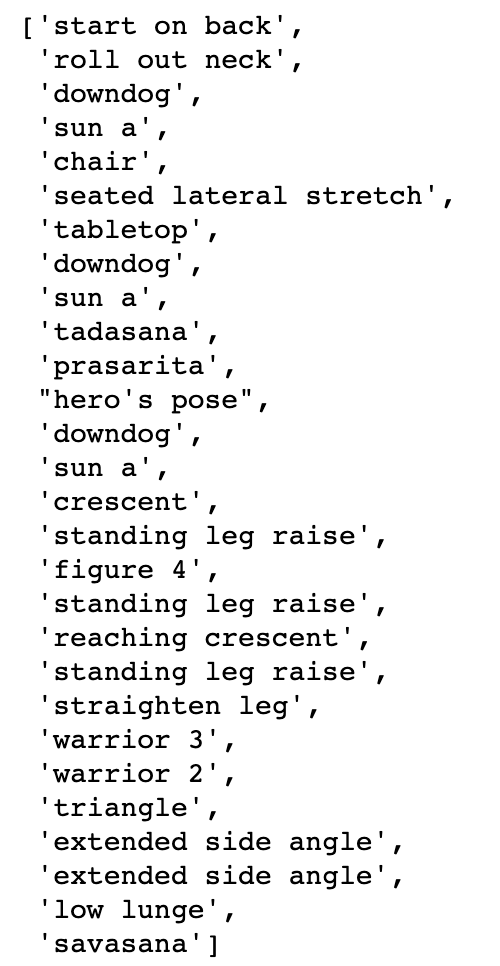 ['start on back',
'roll out neck',
'downdog',
'sun a',
'chair',
'seated lateral stretch',
'tabletop',
'downdog',
'sun a',
'tadasana',
'prasarita',
"hero's pose",
'downdog',
'sun a',
'crescent',
'standing leg raise',
'figure 4',
'standing leg raise',
'reaching crescent',
'standing leg raise',
'straighten leg',
'warrior 3',
'warrior 2',
'triangle',
'extended side angle',
'extended side angle',
'low lunge',
'savasana']